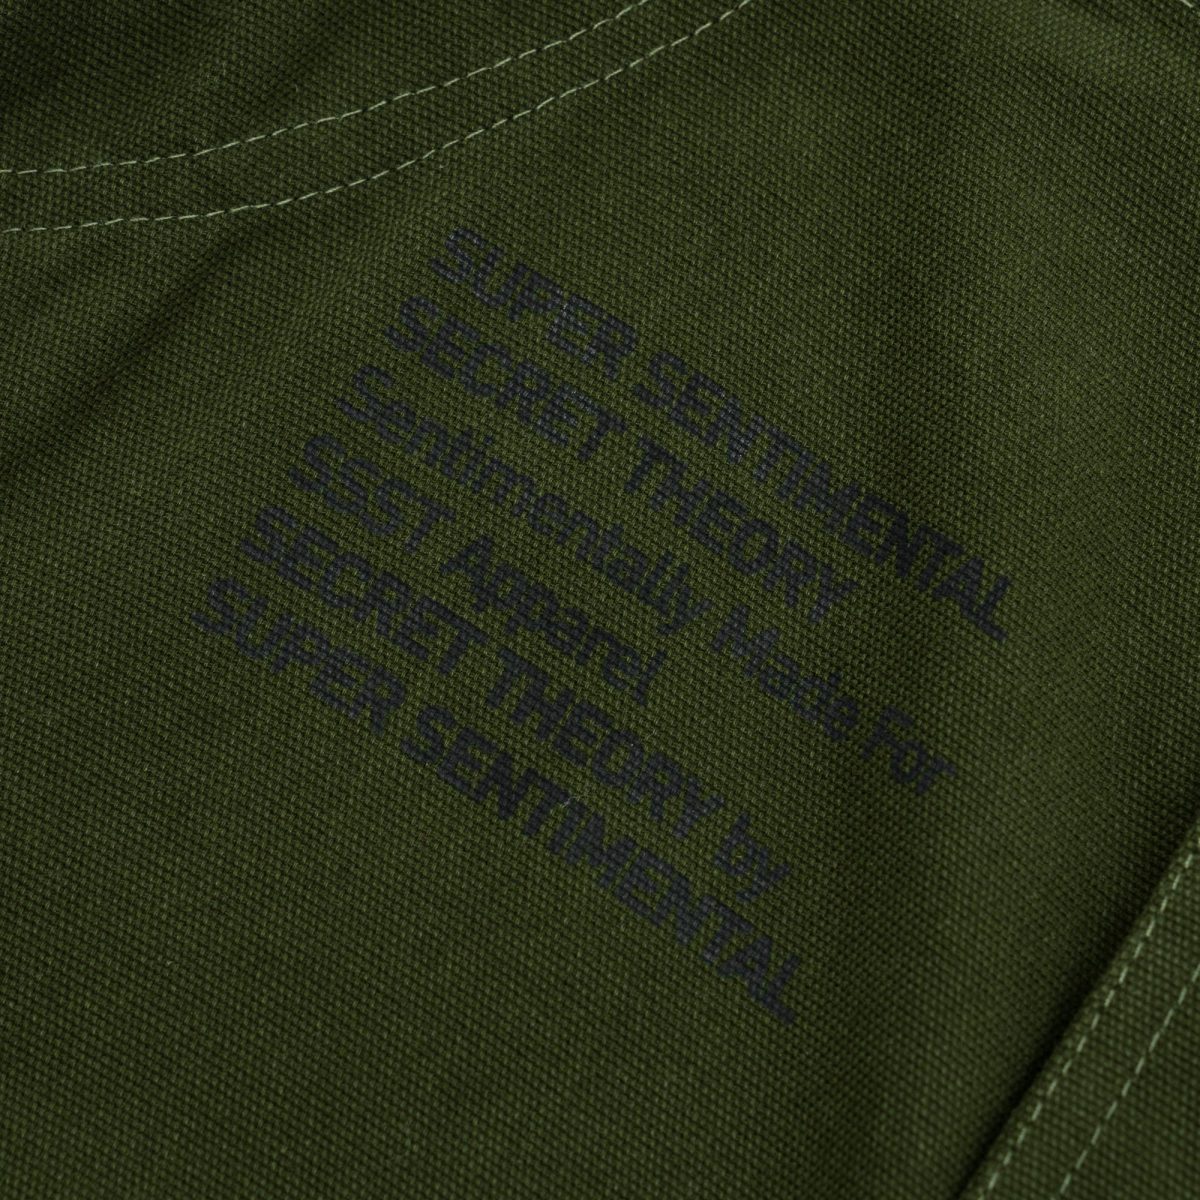 SUPER SENTIMENTAL
SECRET THEORY
Sentimentally Made For
SSST Apparel
SECRET THEORY by
SUPER SENTIMENTAL